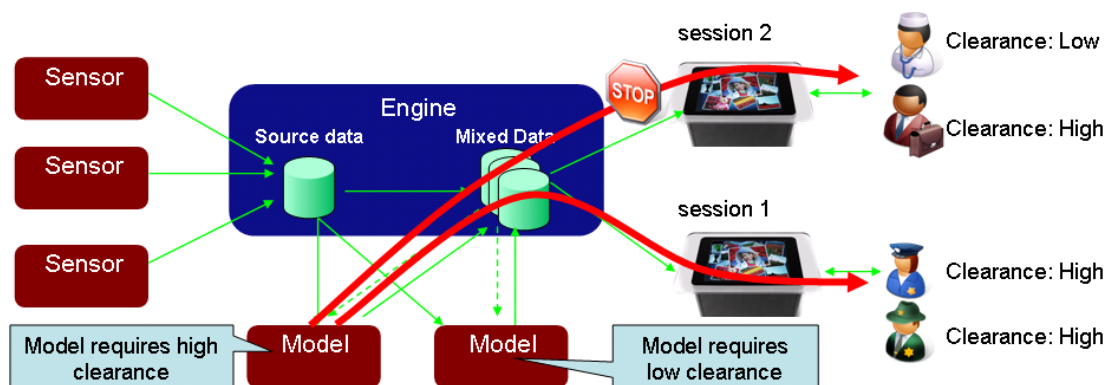 session 2
Clearance: Low
Sensor
STOP
Engine
Source data
Mixed Data
Clearance: High
Sensor
session 1
Sensor
Clearance: High
Model
Model
Clearance: High
Model requires high
clearance
Model requires
low clearance